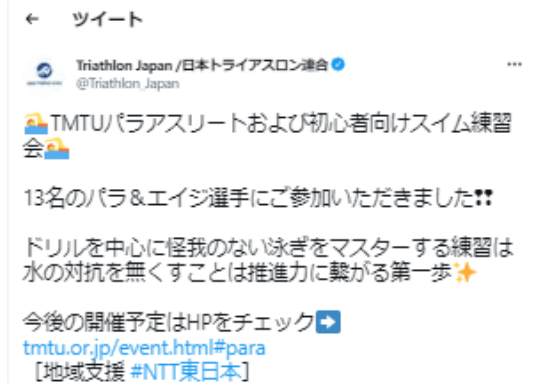 ← ツイート
Triathlon Japan /日本トライアスロン連合
@Triathlon_Japan
🏊TMTUパラアスリートおよび初心者向けスイム練習
会🏊
13名のパラ＆エイジ選手にご参加いただきました❣❣
ドリルを中心に怪我のない泳ぎをマスターする練習は
水の対抗を無くすことは推進力に繋がる第一歩✨
今後の開催予定はHPをチェック➡
tmtu.or.jp/event.html#para
［地域支援 #NTT東日本］